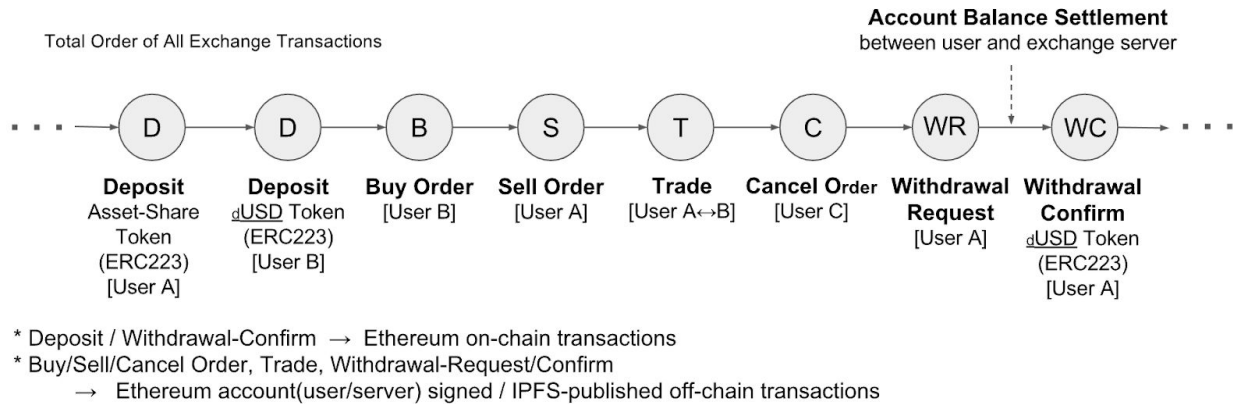 Account Balance Settlement
between user and exchange server
Total Order of All Exchange Transactions
D
D
B
S
T
C
WR
WC
Deposit
Asset-Share
Token
(ERC223)
[User A]
Deposit
dUSD Token
(ERC223)
[User B]
Buy Order
[User B]
Sell Order
[User A]
Trade
[User A↔B]
Cancel Order
[User C]
Withdrawal
Request
[User A]
Withdrawal
Confirm
dUSD Token
(ERC223)
[User A]
* Deposit / Withdrawal-Confirm → Ethereum on-chain transactions
* Buy/Sell/Cancel Order, Trade, Withdrawal-Request/Confirm
→ Ethereum account(user/server) signed / IPFS-published off-chain transactions